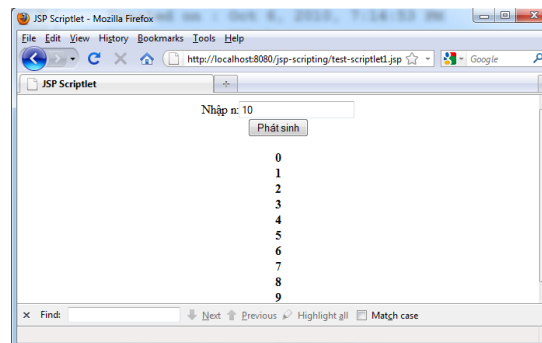 JSP Scriptlet - Mozilla Firefox
File Edit View History Bookmarks Tools Help
http://localhost:8080/jsp-scripting/test-scriptlet1.jsp Google
JSP Scriptlet
Nhập n: 10
Phát sinh
0
1
2
3
4
5
6
7
8
9
× Find: Next Previous Highlight all Match case